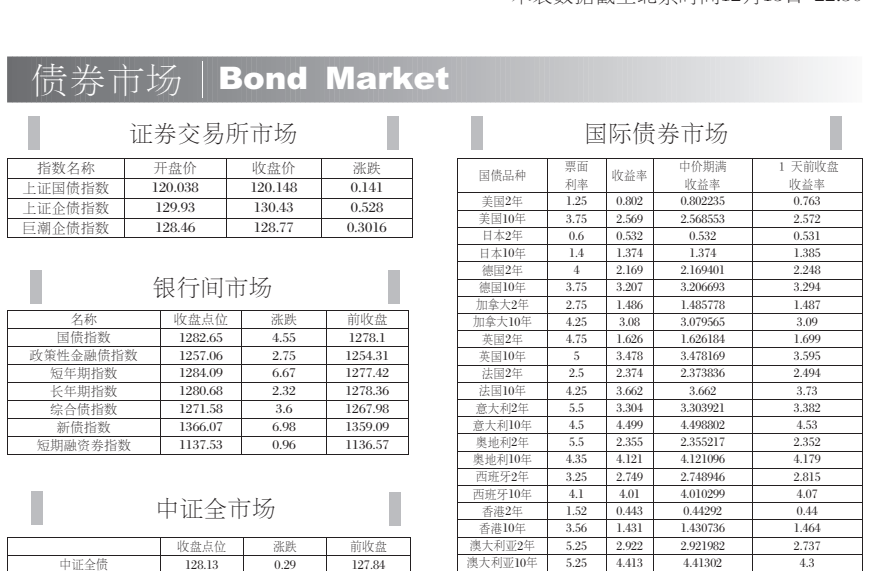 债券市场 Bond Market
证券交易所市场
指数名称 开盘价 收盘价 涨跌
上证国债指数 120.038 120.148 0.141
上证企债指数 129.93 130.43 0.528
巨潮企债指数 128.46 128.77 0.3016
银行间市场
名称 收盘点位 涨跌 前收盘
国债指数 1282.65 4.55 1278.1
政策性金融债指数 1257.06 2.75 1254.31
短年期指数 1284.09 6.67 1277.42
长年期指数 1280.68 2.32 1278.36
综合债指数 1271.58 3.6 1267.98
新债指数 1366.07 6.98 1359.09
短期融资券指数 1137.53 0.96 1136.57
中证全市场
收盘点位 涨跌 前收盘
中证全债 128.13 0.29 127.84
国际债券市场
国债品种 票面利率 收益率 中价期满收益率 1 天前收盘收益率
美国2年 1.25 0.802 0.802235 0.763
美国10年 3.75 2.569 2.568553 2.572
日本2年 0.6 0.532 0.532 0.531
日本10年 1.4 1.374 1.374 1.385
德国2年 4 2.169 2.169401 2.248
德国10年 3.75 3.207 3.206693 3.294
加拿大2年 2.75 1.486 1.485778 1.487
加拿大10年 4.25 3.08 3.079565 3.09
英国2年 4.75 1.626 1.626184 1.699
英国10年 5 3.478 3.478169 3.595
法国2年 2.5 2.374 2.373836 2.494
法国10年 4.25 3.662 3.662 3.73
意大利2年 5.5 3.304 3.303921 3.382
意大利10年 4.5 4.499 4.498802 4.53
奥地利2年 5.5 2.355 2.355217 2.352
奥地利10年 4.35 4.121 4.121096 4.179
西班牙2年 3.25 2.749 2.748946 2.815
西班牙10年 4.1 4.01 4.010299 4.07
香港2年 1.52 0.443 0.44292 0.44
香港10年 3.56 1.431 1.430736 1.464
澳大利亚2年 5.25 2.922 2.921982 2.737
澳大利亚10年 5.25 4.413 4.41302 4.3